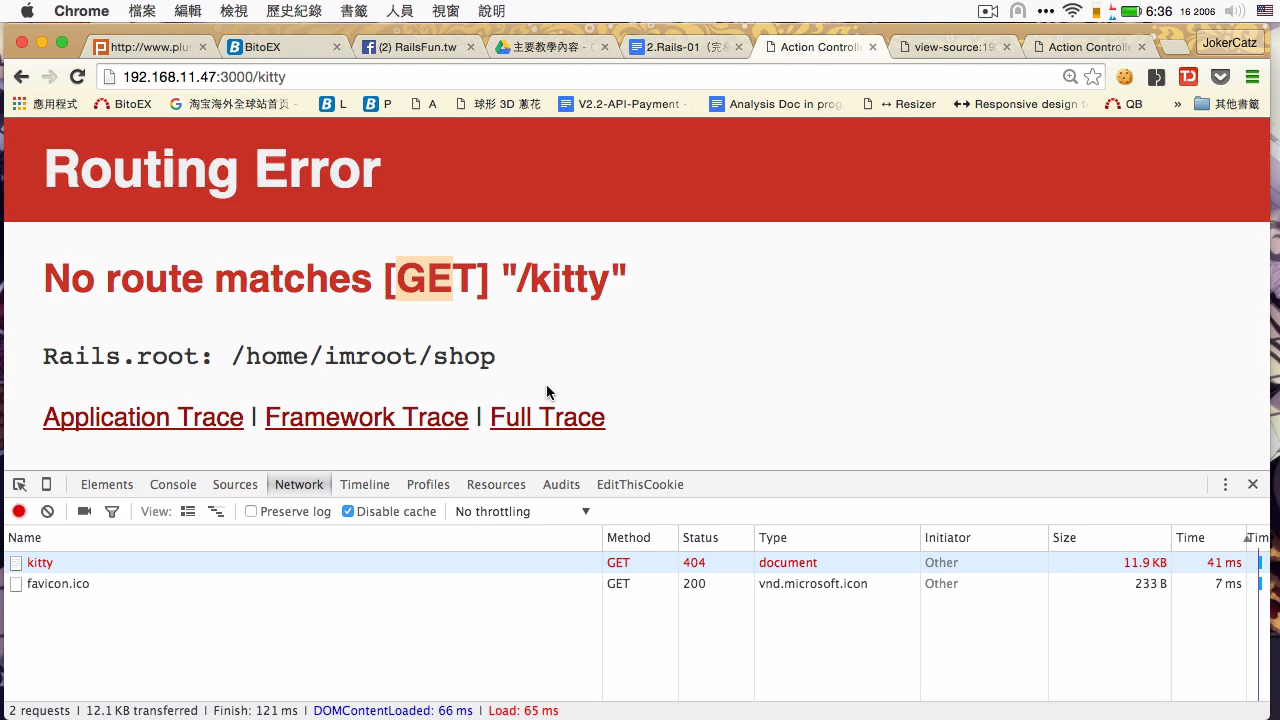 Chrome 檔案 編輯 檢視 歷史紀錄 書籤 人員 視窗 說明 6:36 16 2006
http://www.plur BitoEX (2) RailsFun.tw 主要教學內容 - G 2.Rails-01（完 Action Controlle view-source:192 Action Controlle JokerCatz
192.168.11.47:3000/kitty
應用程式 BitoEX 淘宝海外全球站首页 - L P A 球形 3D 蔥花 V2.2-API-Payment - Analysis Doc in prog ↔ Resizer Responsive design t QB » 其他書籤
Routing Error
No route matches [GET] "/kitty"
Rails.root: /home/imroot/shop
Application Trace | Framework Trace | Full Trace
Elements Console Sources Network Timeline Profiles Resources Audits EditThisCookie
View: Preserve log Disable cache No throttling
Name Method Status Type Initiator Size Time Tim
kitty GET 404 document Other 11.9 KB 41 ms
favicon.ico GET 200 vnd.microsoft.icon Other 233 B 7 ms
2 requests | 12.1 KB transferred | Finish: 121 ms | DOMContentLoaded: 66 ms | Load: 65 ms